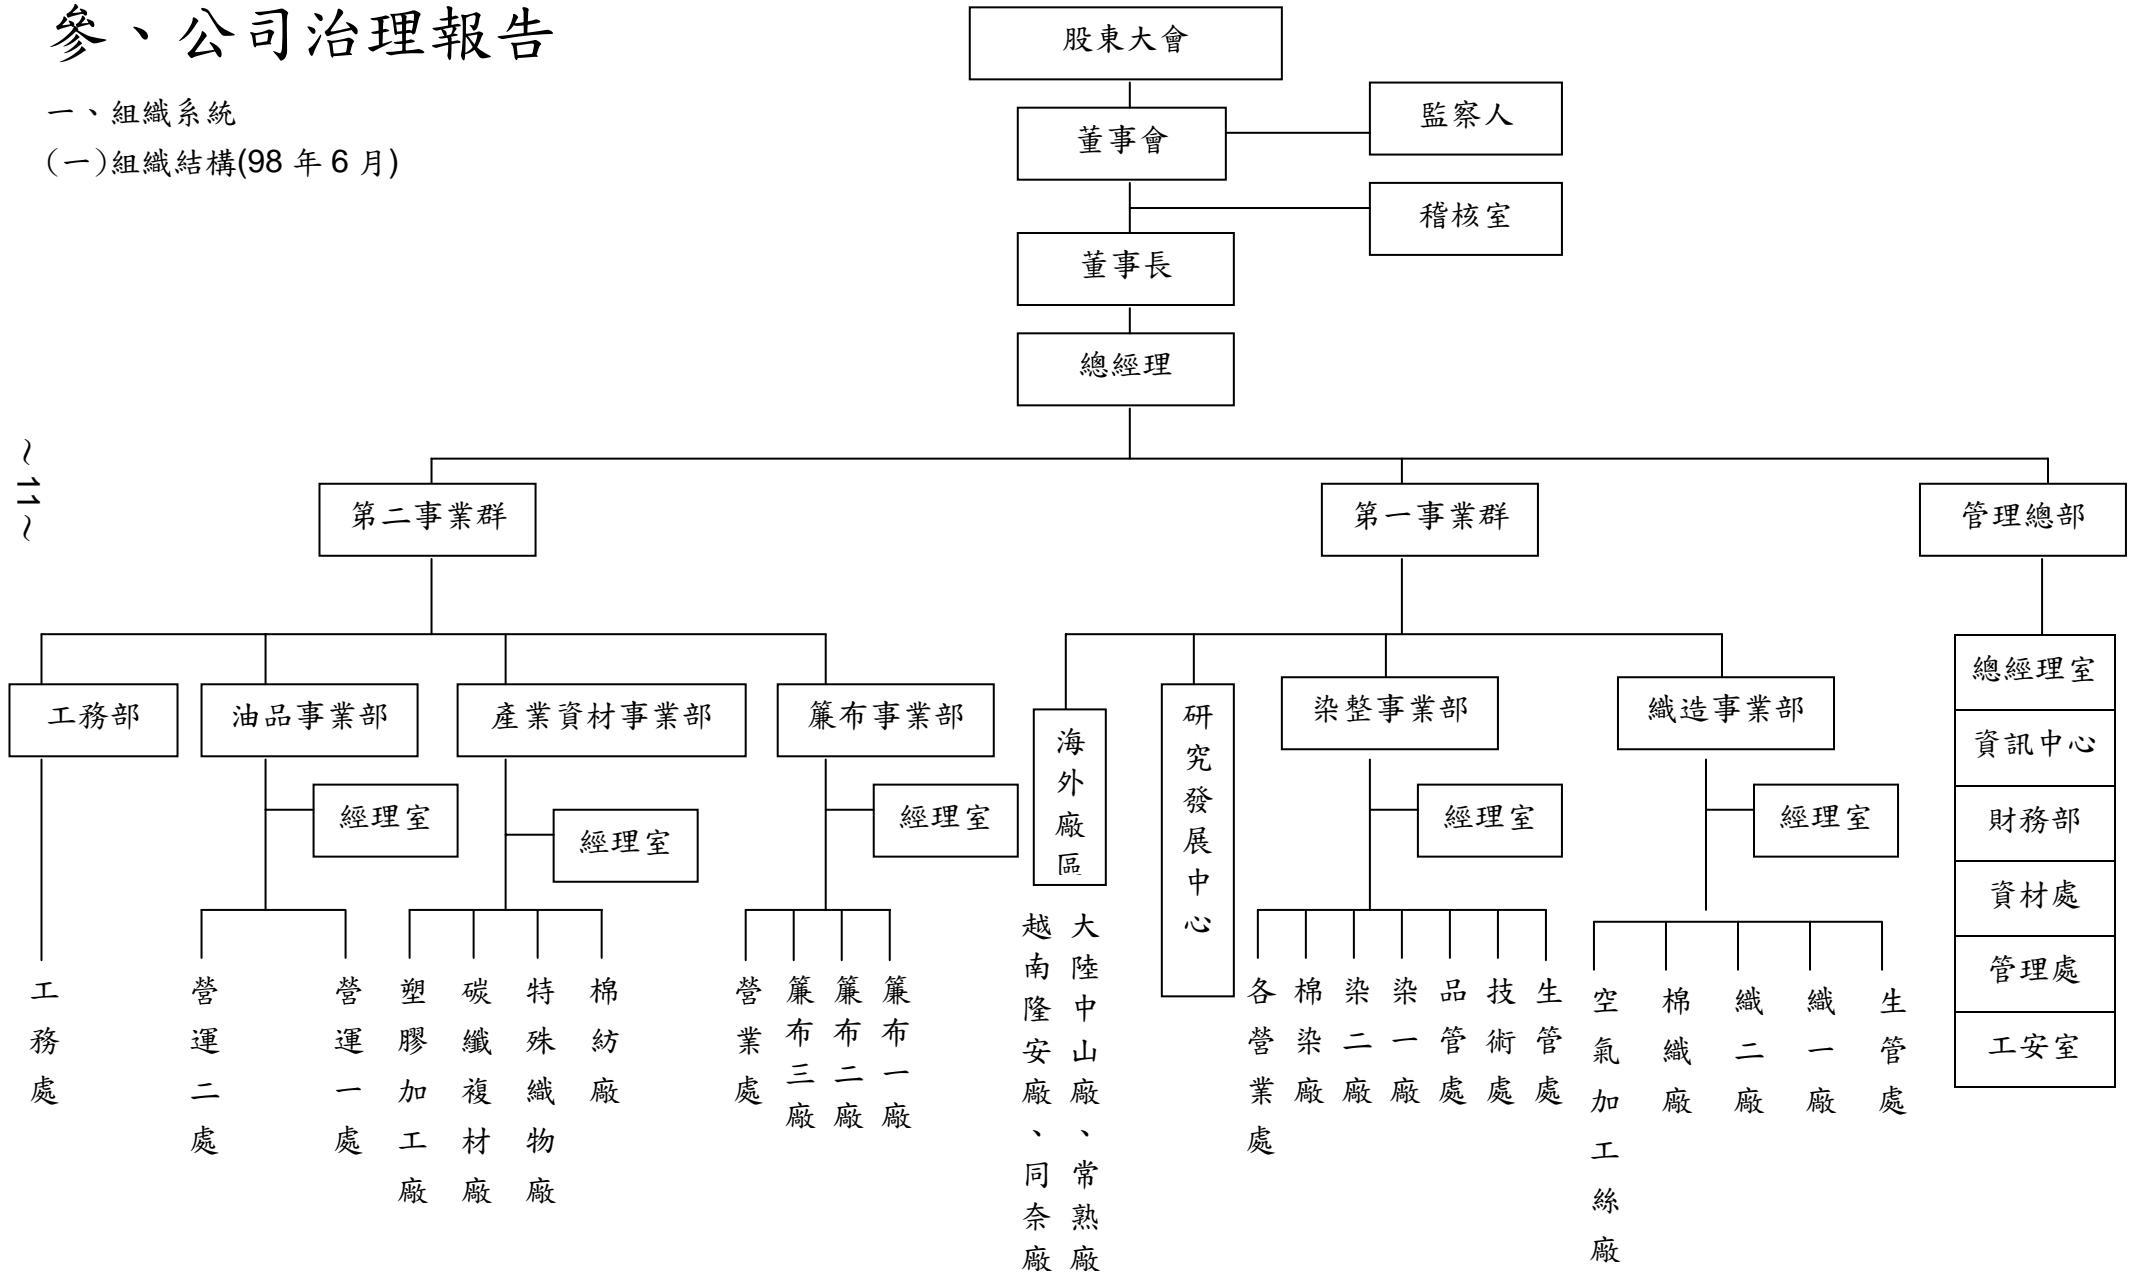 參、公司治理報告
一、組織系統
(一)組織結構(98 年 6 月)
股東大會
董事會
監察人
稽核室
董事長
總經理
~ 11 ~
第二事業群
第一事業群
管理總部
工務部
油品事業部
產業資材事業部
簾布事業部
海外廠區
研究發展中心
染整事業部
織造事業部
經理室
經理室
經理室
經理室
經理室
總經理室
資訊中心
財務部
資材處
管理處
工安室
工務處
營運二處
營運一處
塑膠加工廠
碳纖複材廠
特殊織物廠
棉紡廠
營業處
簾布三廠
簾布二廠
簾布一廠
大陸中山廠、常熟廠
越南隆安廠、同奈廠
各營業處
棉染廠
染二廠
染一廠
品管處
技術處
生管處
空氣加工絲廠
棉織廠
織二廠
織一廠
生管處